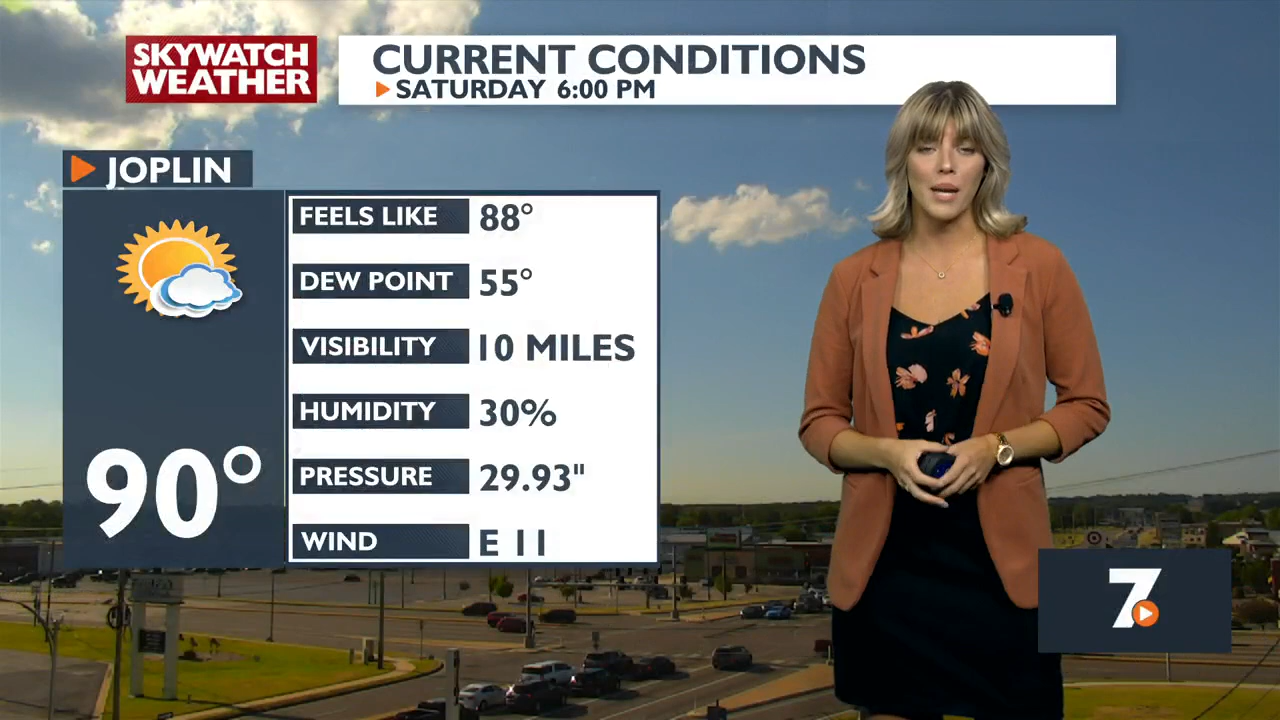 SKYWATCH
WEATHER
CURRENT CONDITIONS
SATURDAY 6:00 PM
JOPLIN
90°
FEELS LIKE 88°
DEW POINT 55°
VISIBILITY 10 MILES
HUMIDITY 30%
PRESSURE 29.93"
WIND E 11
7